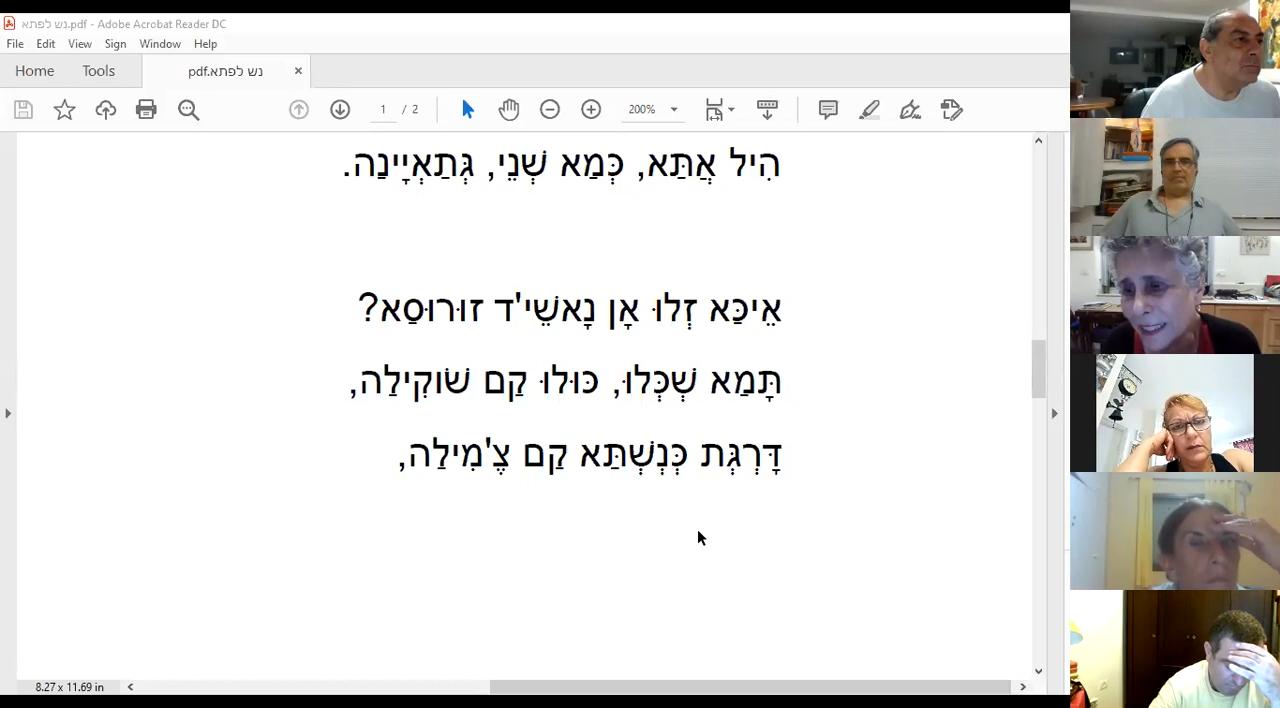 נש לפתא.pdf - Adobe Acrobat Reader DC
File Edit View Sign Window Help
Home Tools נש לפתא.pdf ×
1 / 2 200%
הִיל אֲתַּא, כְּמַא שְׁנֵי, גְּתַאְיָינַה.
אֵיכַּא זְלוּ אָן נָאשֵׁי'ד זוּרוּסַא?
תָּמַא שְׁכְּלוּ, כּוּלוּ קַם שׁוֹקִילַה,
דָּרְגְּת כְּנְשְׁתַּא קַם צְ'מִילַה,
8.27 x 11.69 in